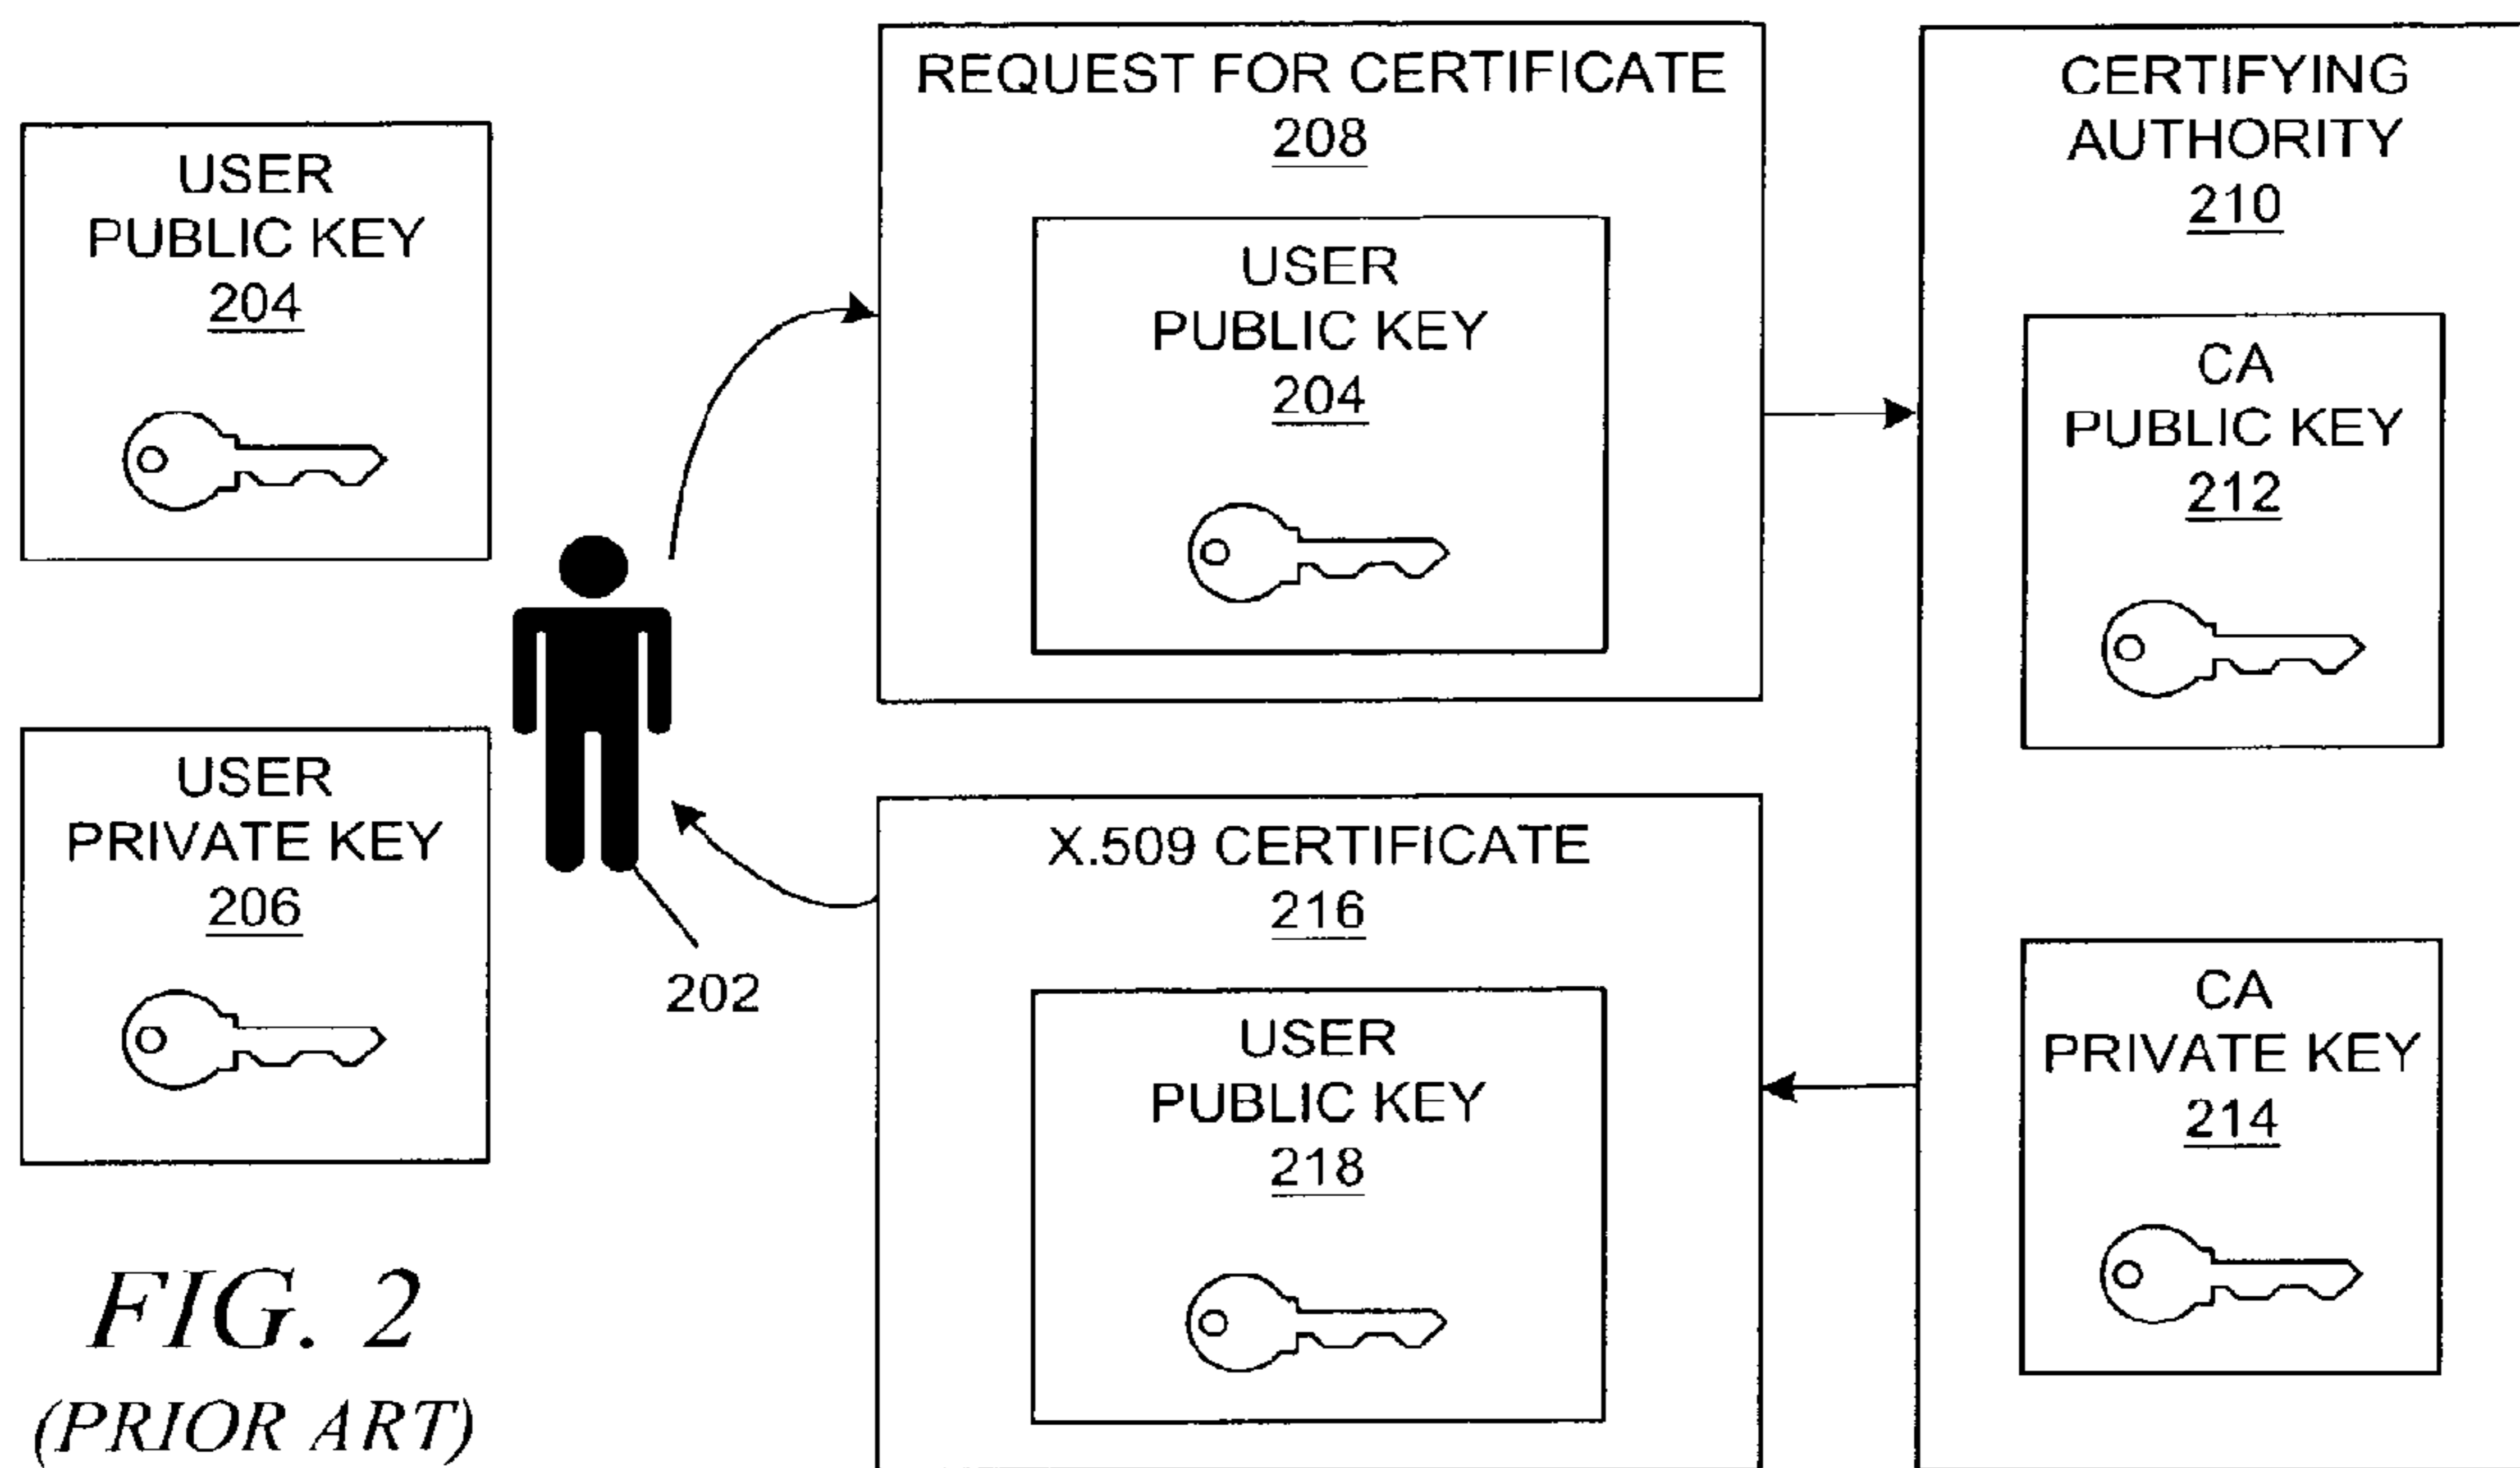 USER
PUBLIC KEY
204
USER
PRIVATE KEY
206
202
REQUEST FOR CERTIFICATE
208
USER
PUBLIC KEY
204
X.509 CERTIFICATE
216
USER
PUBLIC KEY
218
CERTIFYING
AUTHORITY
210
CA
PUBLIC KEY
212
CA
PRIVATE KEY
214
FIG. 2
(PRIOR ART)